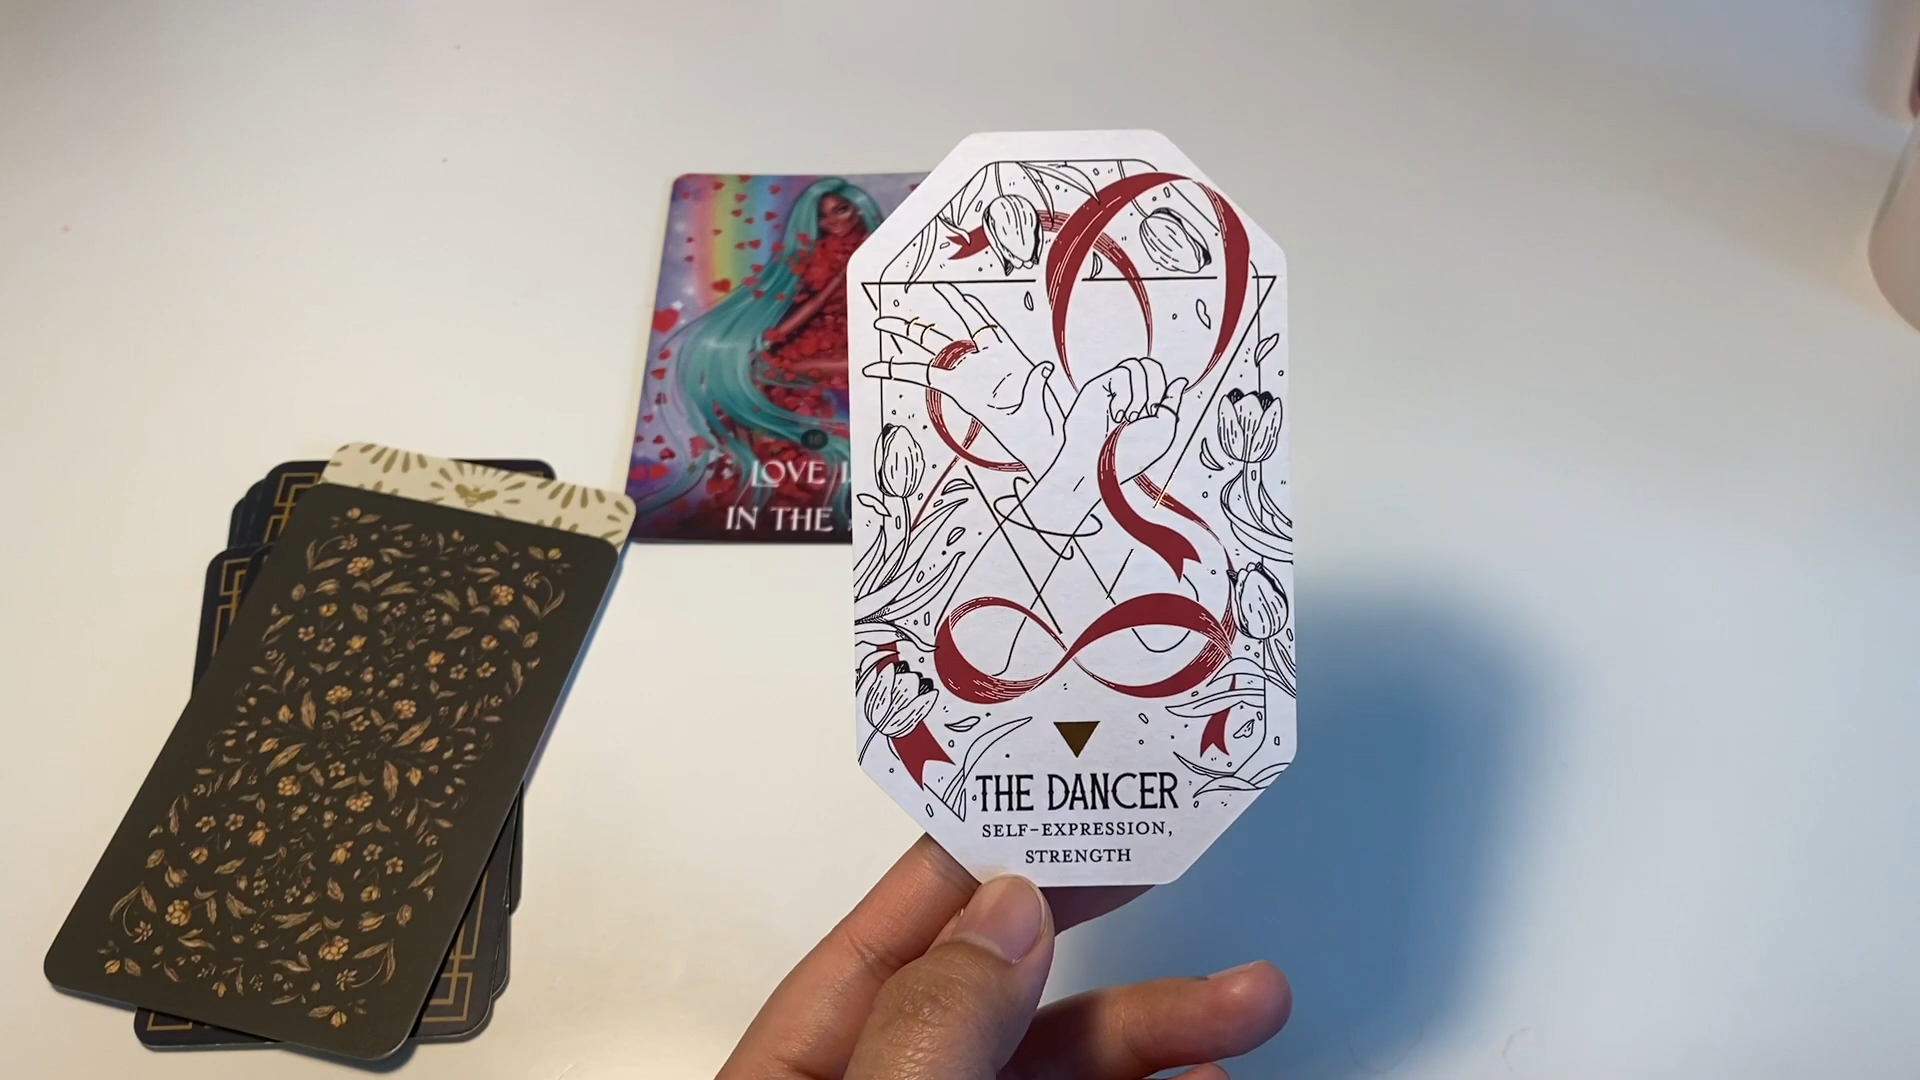 LOVE
IN THE
THE DANCER
SELF-EXPRESSION,
STRENGTH